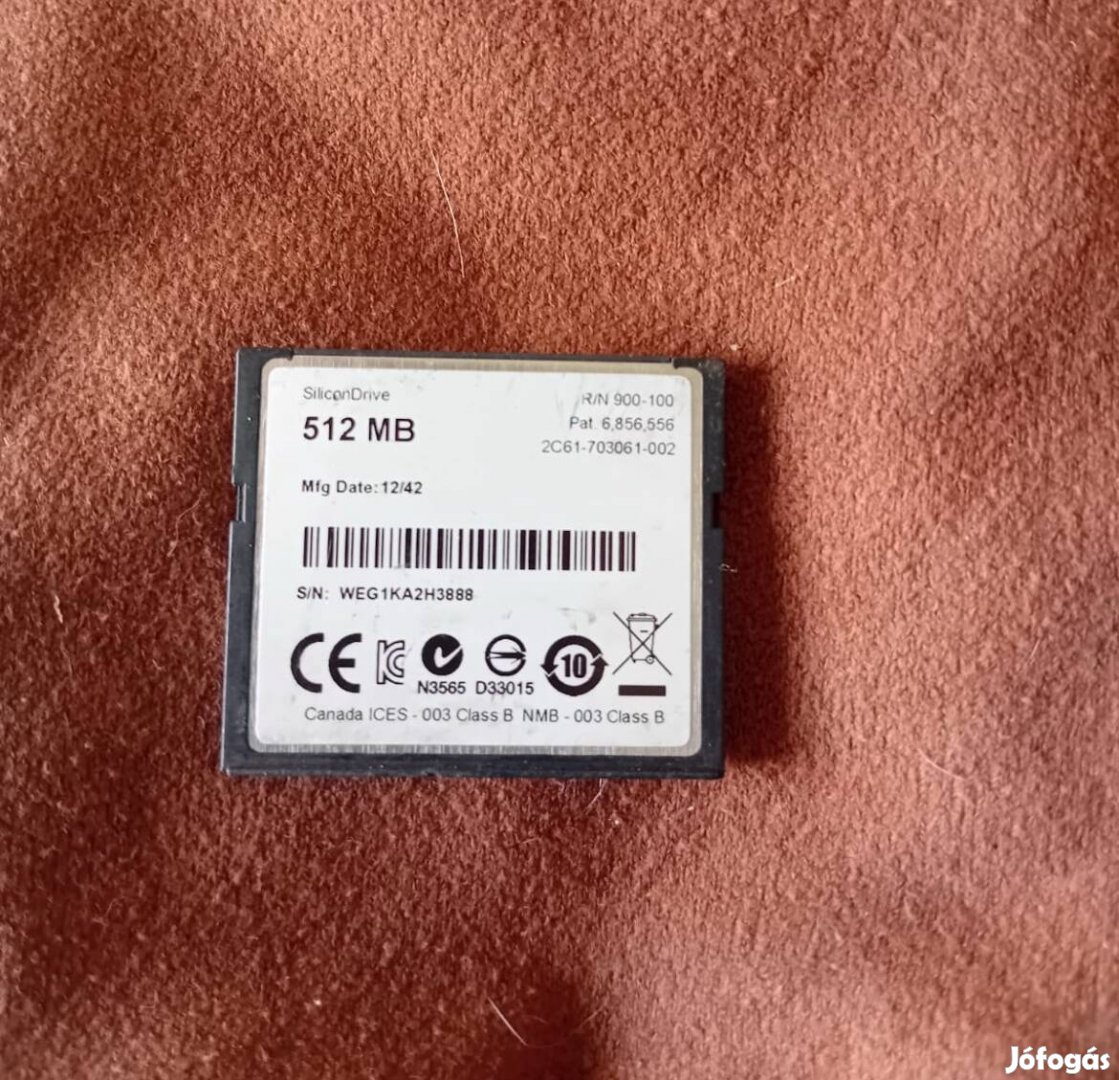 SiliconDrive
512 MB
R/N 900-100
Pat. 6,856,556
2C61-703061-002
Mfg Date: 12/42
S/N: WEG1KA2H3888
CE
N3565 D33015
10
Canada ICES - 003 Class B NMB - 003 Class B
Jófogás